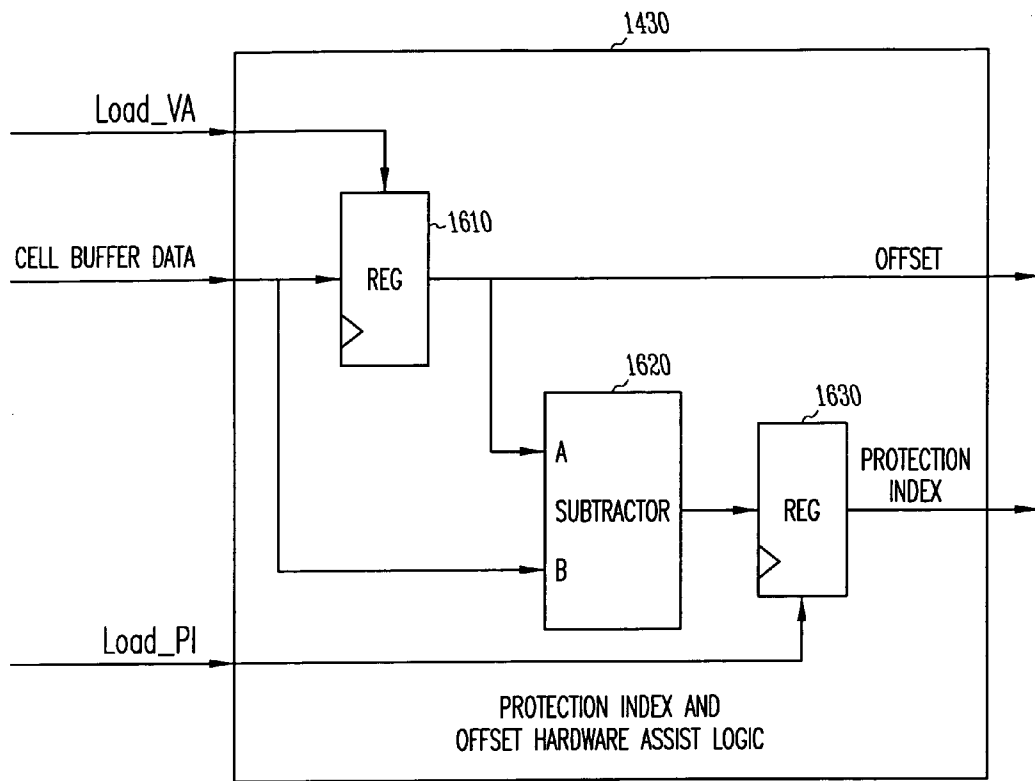 1430
Load_VA
1610
CELL BUFFER DATA
REG
OFFSET
1620
1630
A
PROTECTION
INDEX
SUBTRACTOR
REG
B
Load_PI
PROTECTION INDEX AND
OFFSET HARDWARE ASSIST LOGIC